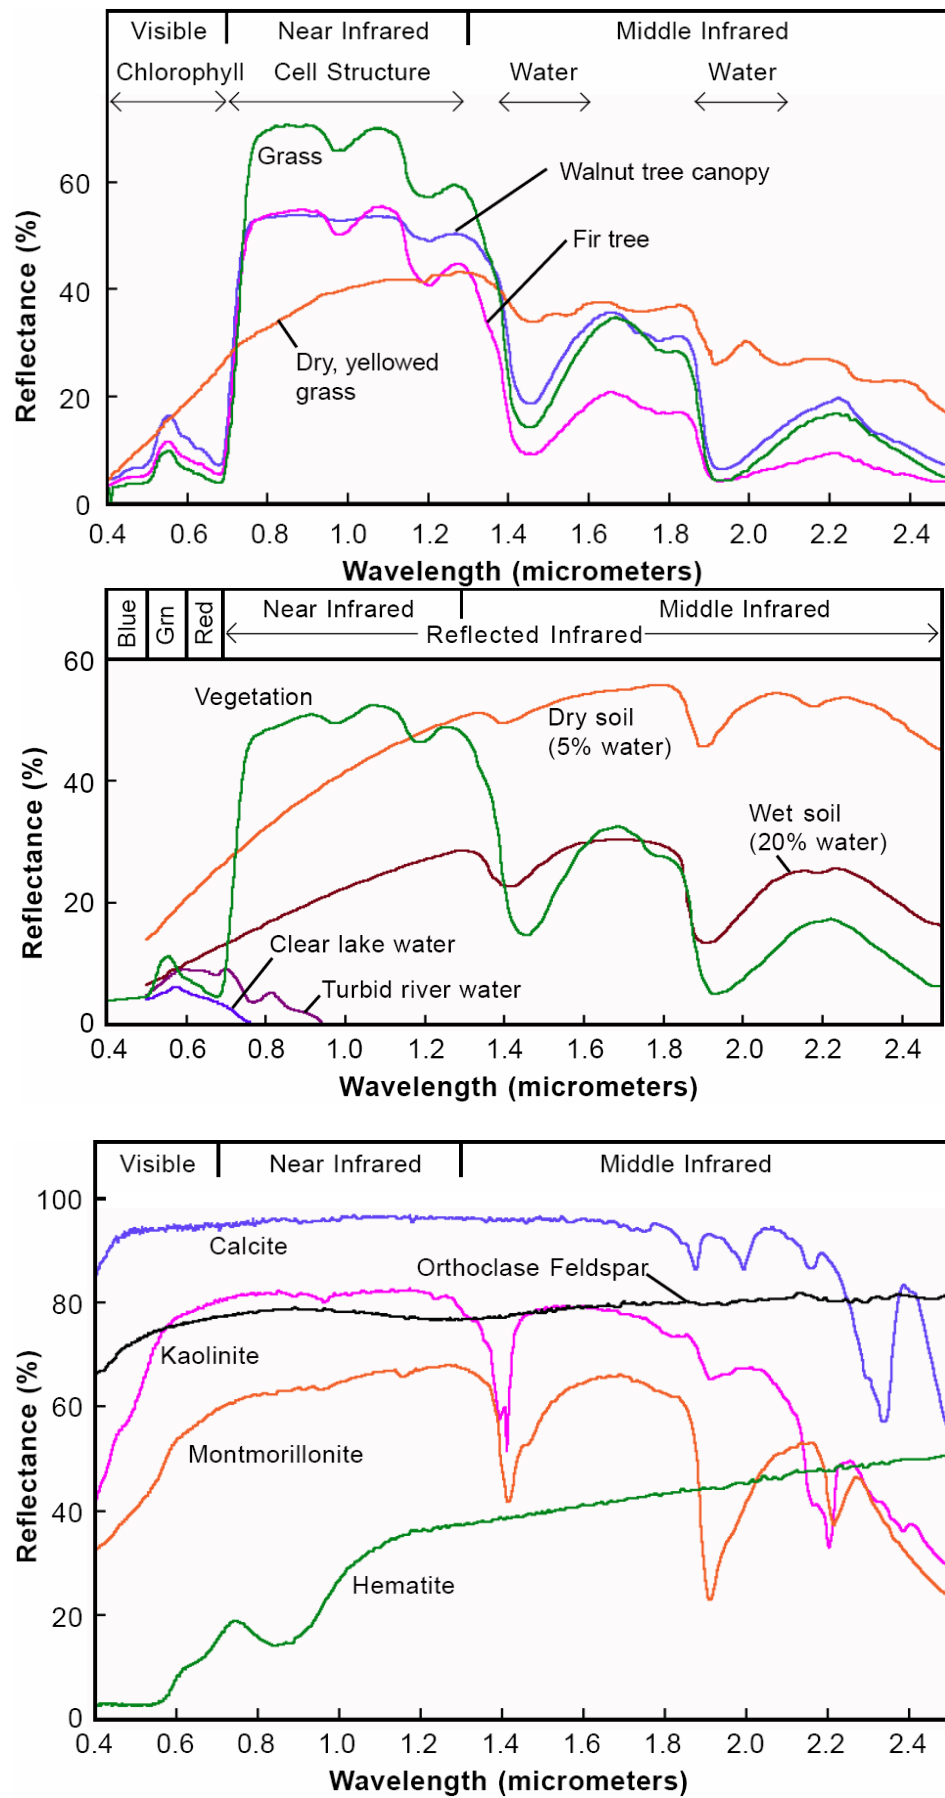 Visible Near Infrared Middle Infrared
Chlorophyll Cell Structure Water Water
Grass
Walnut tree canopy
Fir tree
Dry, yellowed
grass
Reflectance (%)
60
40
20
0
0.4 0.6 0.8 1.0 1.2 1.4 1.6 1.8 2.0 2.2 2.4
Wavelength (micrometers)
Blue Grn Red Near Infrared Middle Infrared
Reflected Infrared
Vegetation
Dry soil
(5% water)
Wet soil
(20% water)
Clear lake water
Turbid river water
Reflectance (%)
60
40
20
0
0.4 0.6 0.8 1.0 1.2 1.4 1.6 1.8 2.0 2.2 2.4
Wavelength (micrometers)
Visible Near Infrared Middle Infrared
Calcite
Orthoclase Feldspar
Kaolinite
Montmorillonite
Hematite
Reflectance (%)
100
80
60
40
20
0
0.4 0.6 0.8 1.0 1.2 1.4 1.6 1.8 2.0 2.2 2.4
Wavelength (micrometers)